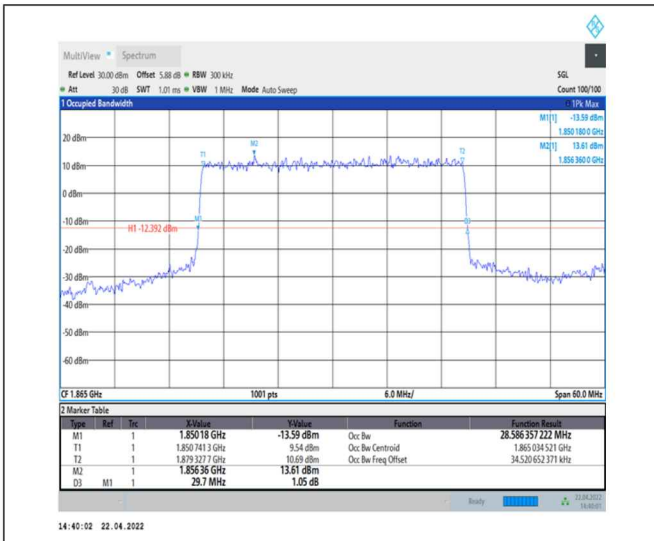 MultiView Spectrum
Ref Level 30.00 dBm Offset 5.88 dB RBW 300 kHz SGL
Att 30 dB SWT 1.01 ms VBW 1 MHz Mode Auto Sweep Count 100/100
1 Occupied Bandwidth 1Pk Max
M1[1] -13.59 dBm
1.850 180 0 GHz
M2[1] 13.61 dBm
1.856 360 0 GHz
20 dBm
M2
T1
T2
10 dBm
0 dBm
-10 dBm
M1
D3
H1 -12.392 dBm
-20 dBm
-30 dBm
-40 dBm
-50 dBm
-60 dBm
CF 1.865 GHz 1001 pts 6.0 MHz/ Span 60.0 MHz
2 Marker Table
Type Ref Trc X-Value Y-Value Function Function Result
M1 1 1.85018 GHz -13.59 dBm Occ Bw 28.586 357 222 MHz
T1 1 1.850 741 3 GHz 9.54 dBm Occ Bw Centroid 1.865 034 521 GHz
T2 1 1.879 327 7 GHz 10.69 dBm Occ Bw Freq Offset 34.520 652 371 kHz
M2 1 1.85636 GHz 13.61 dBm
D3 M1 1 29.7 MHz 1.05 dB
Ready 22.04.2022
14:40:01
14:40:02 22.04.2022